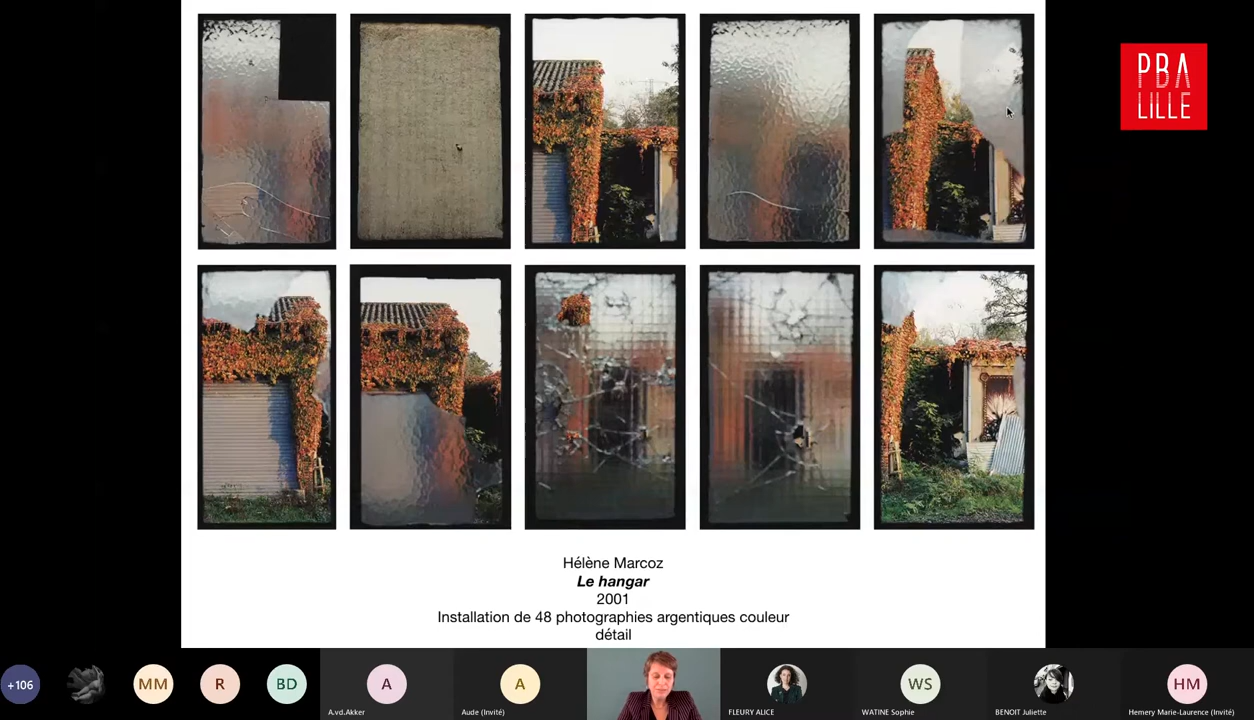 PBA
LILLE
Hélène Marcoz
Le hangar
2001
Installation de 48 photographies argentiques couleur
détail
+106
MM
R
BD
A
A
WS
HM
A.vd.Akker
Aude (Invité)
FLEURY ALICE
WATINE Sophie
BENOIT Juliette
Hemery Marie-Laurence (Invité)